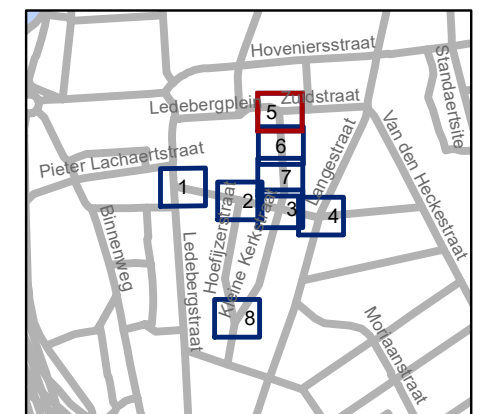 Hoveniersstraat
Standaertsite
Ledebergplein
Zuidstraat
5
6
Pieter Lachaertstraat
7
1
2
3
4
Langestraat
Van den Heckestraat
Binnenweg
Hoefijzerstraat
Kleine Kerkstraat
Ledebergstraat
8
Moriaanstraat